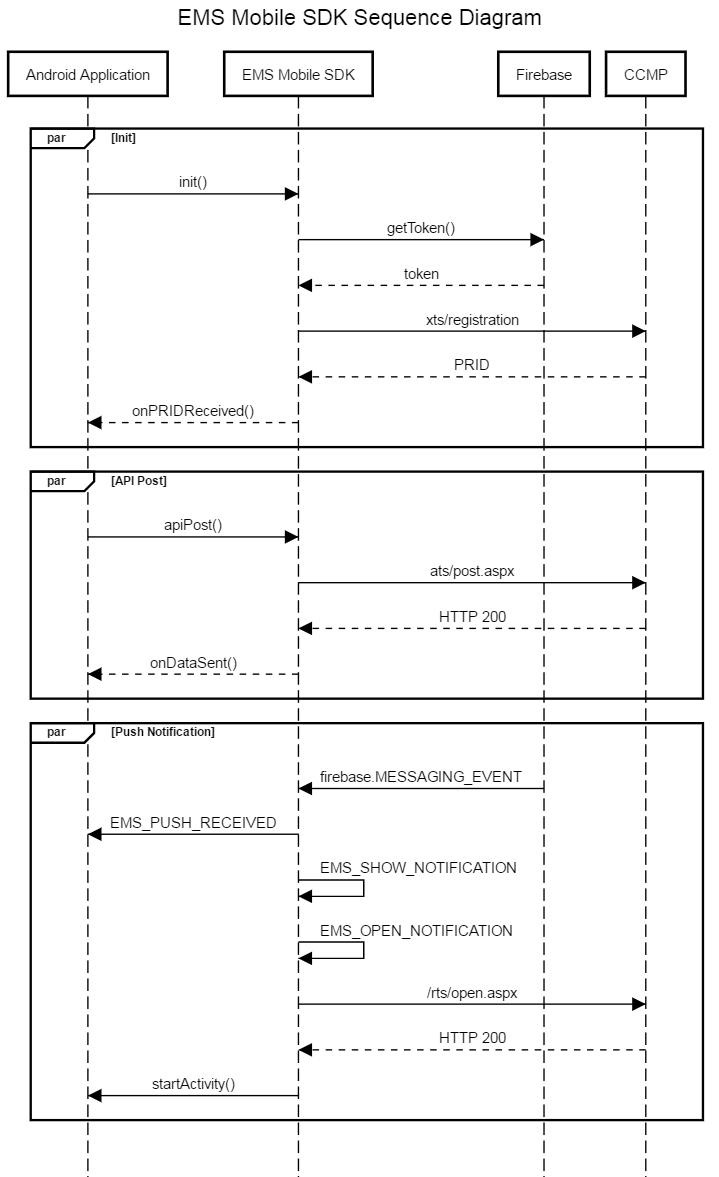 EMS Mobile SDK Sequence Diagram
Android Application
EMS Mobile SDK
Firebase
CCMP
par
[Init]
init()
getToken()
token
xts/registration
PRID
onPRIDReceived()
par
[API Post]
apiPost()
ats/post.aspx
HTTP 200
onDataSent()
par
[Push Notification]
firebase.MESSAGING_EVENT
EMS_PUSH_RECEIVED
EMS_SHOW_NOTIFICATION
EMS_OPEN_NOTIFICATION
/rts/open.aspx
HTTP 200
startActivity()